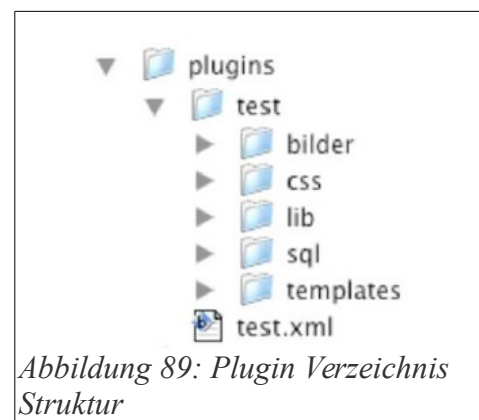 plugins
test
bilder
css
lib
sql
templates
test.xml
Abbildung 89: Plugin Verzeichnis
Struktur